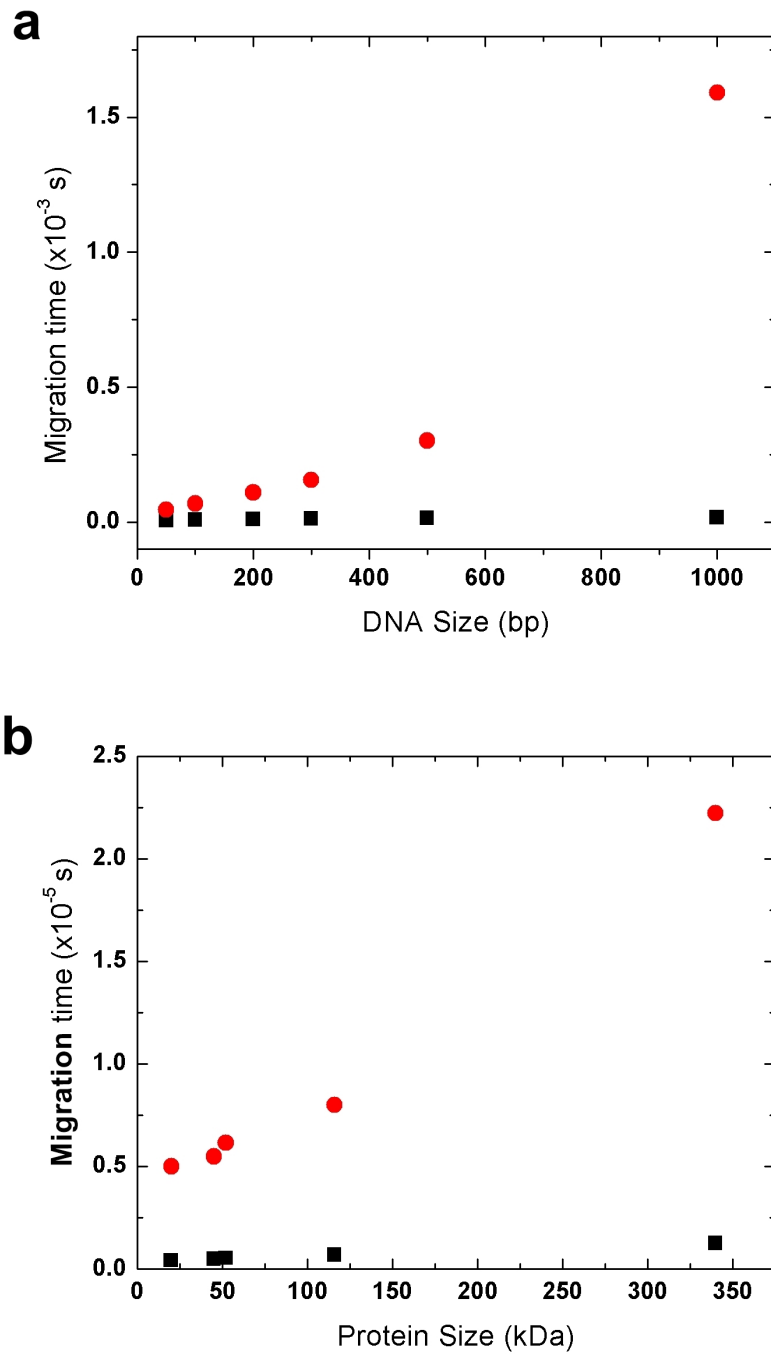 a
1.5
1.0
0.5
0.0
Migration time (x10⁻³ s)
0 200 400 600 800 1000
DNA Size (bp)
b
2.5
2.0
1.5
1.0
0.5
0.0
Migration time (x10⁻⁵ s)
0 50 100 150 200 250 300 350
Protein Size (kDa)